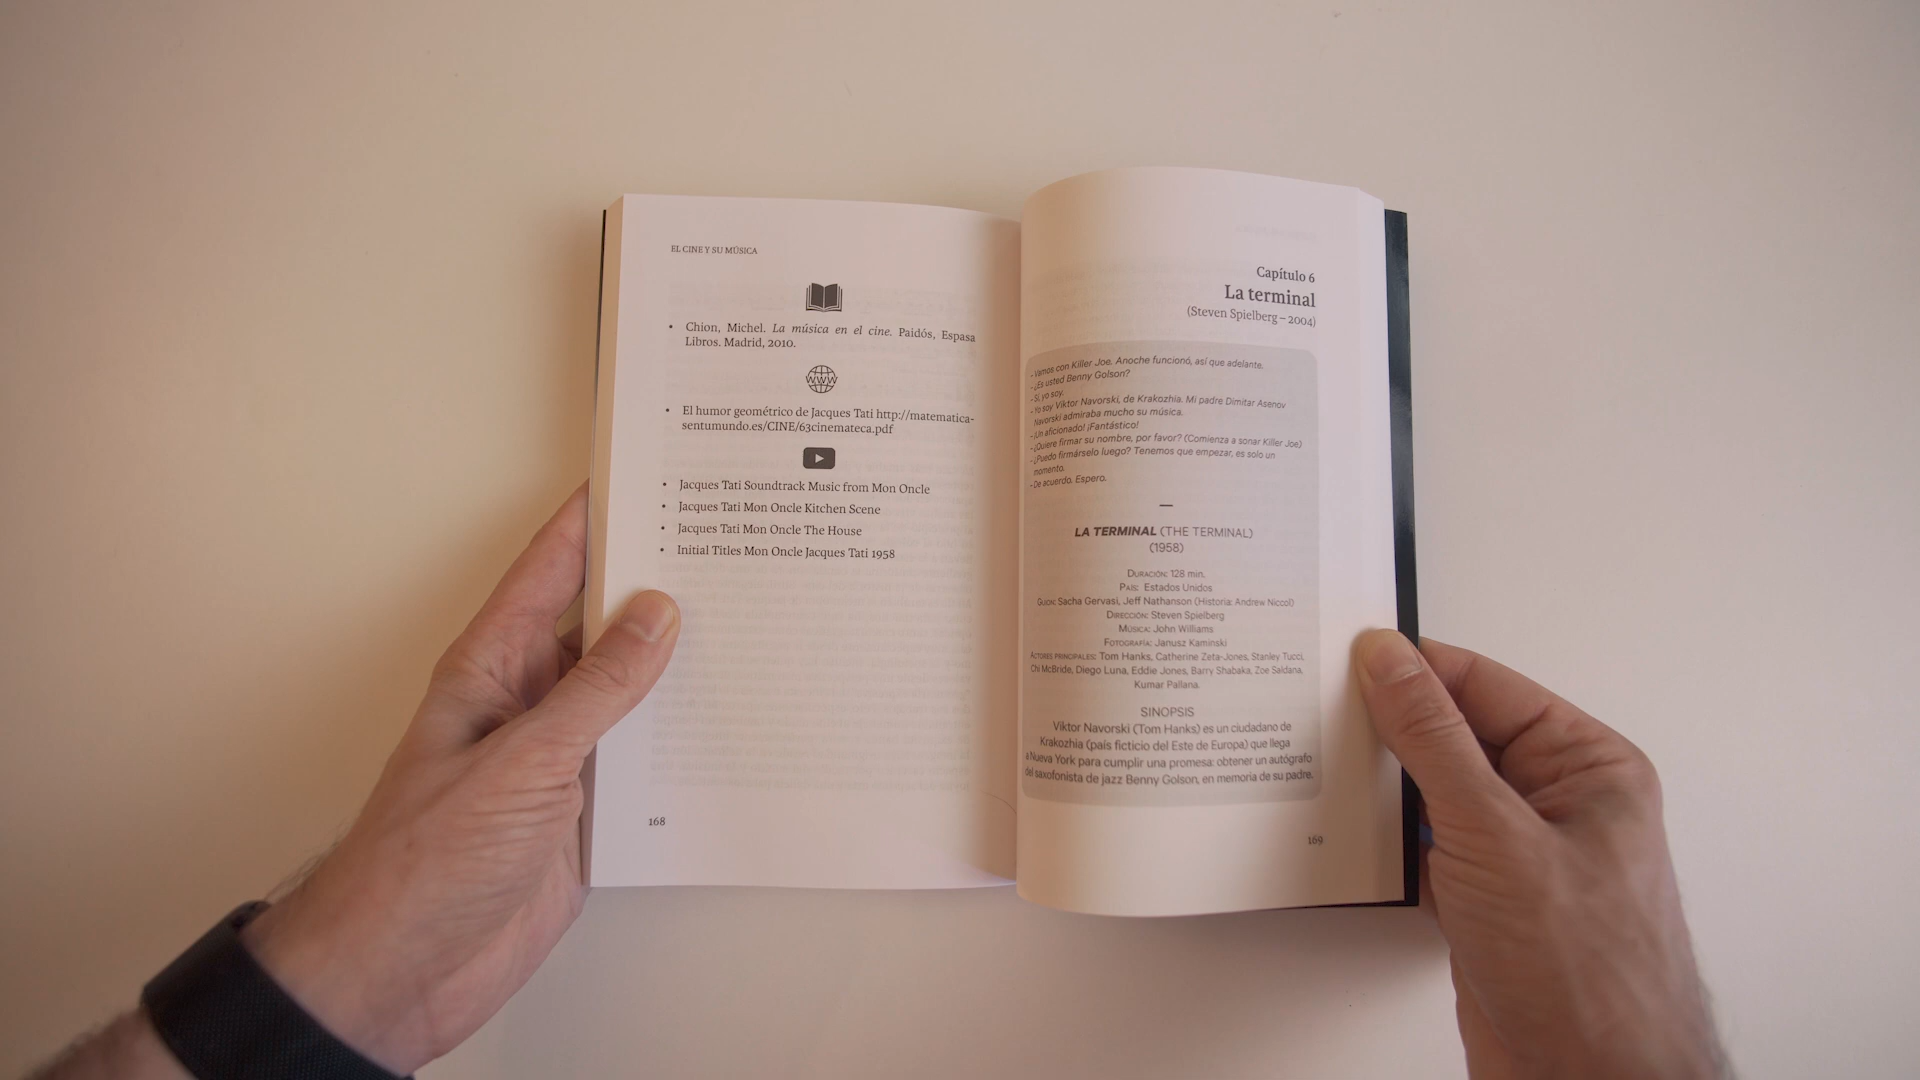 EL CINE Y SU MÚSICA
WWW
• Chion, Michel. La música en el cine. Paidós, Espasa
Libros. Madrid, 2010.
• El humor geométrico de Jacques Tati http://matematica-
sentumundo.es/CINE/63cinemateca.pdf
• Jacques Tati Soundtrack Music from Mon Oncle
• Jacques Tati Mon Oncle Kitchen Scene
• Jacques Tati Mon Oncle The House
• Initial Titles Mon Oncle Jacques Tati 1958
168
Capítulo 6
La terminal
(Steven Spielberg – 2004)
- Vamos con Killer Joe. Anoche funcionó, así que adelante.
- ¿Es usted Benny Golson?
- Sí, yo soy.
- Yo soy Viktor Navorski, de Krakozhia. Mi padre Dimitar Asenov
Navorski admiraba mucho su música.
- ¡Un aficionado! ¡Fantástico!
- ¿Quiere firmar su nombre, por favor? (Comienza a sonar Killer Joe)
- ¿Puedo firmárselo luego? Tenemos que empezar, es solo un
momento.
- De acuerdo. Espero.
—
LA TERMINAL (THE TERMINAL)
(1958)
DURACIÓN: 128 min.
PAÍS: Estados Unidos
GUION: Sacha Gervasi, Jeff Nathanson (Historia: Andrew Niccol)
DIRECCIÓN: Steven Spielberg
MÚSICA: John Williams
FOTOGRAFÍA: Janusz Kaminski
ACTORES PRINCIPALES: Tom Hanks, Catherine Zeta-Jones, Stanley Tucci,
Chi McBride, Diego Luna, Eddie Jones, Barry Shabaka, Zoe Saldana,
Kumar Pallana.
SINOPSIS
Viktor Navorski (Tom Hanks) es un ciudadano de
Krakozhia (país ficticio del Este de Europa) que llega
a Nueva York para cumplir una promesa: obtener un autógrafo
del saxofonista de jazz Benny Golson, en memoria de su padre.
169